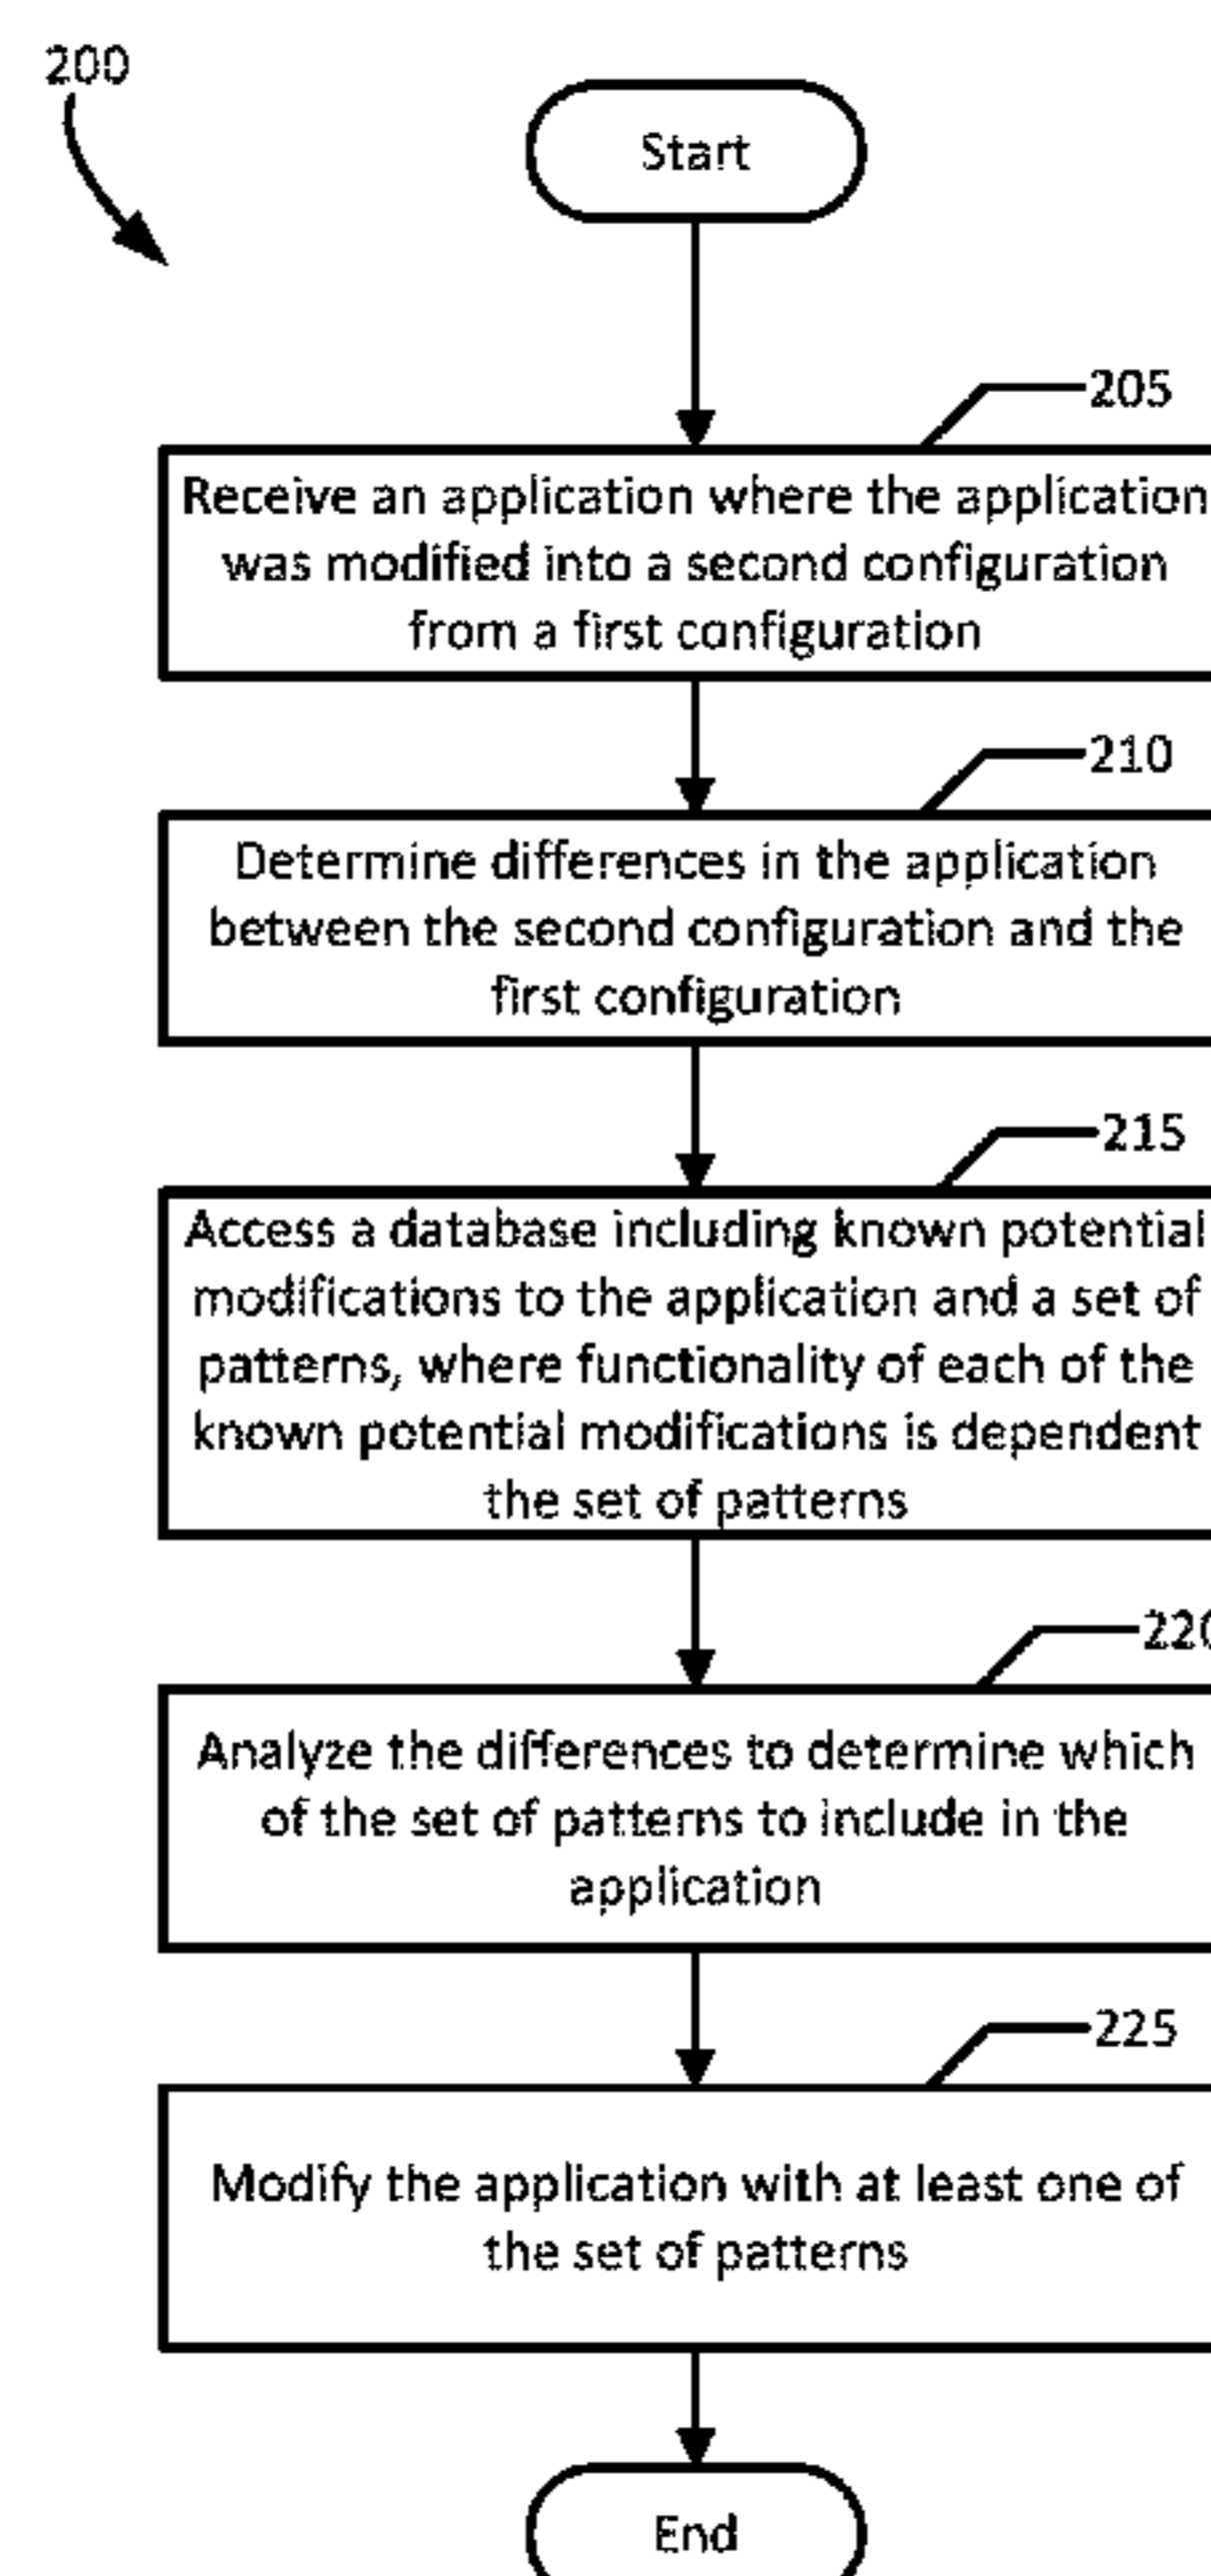 200
Start
205
Receive an application where the application
was modified into a second configuration
from a first configuration
210
Determine differences in the application
between the second configuration and the
first configuration
215
Access a database including known potential
modifications to the application and a set of
patterns, where functionality of each of the
known potential modifications is dependent
the set of patterns
220
Analyze the differences to determine which
of the set of patterns to include in the
application
225
Modify the application with at least one of
the set of patterns
End